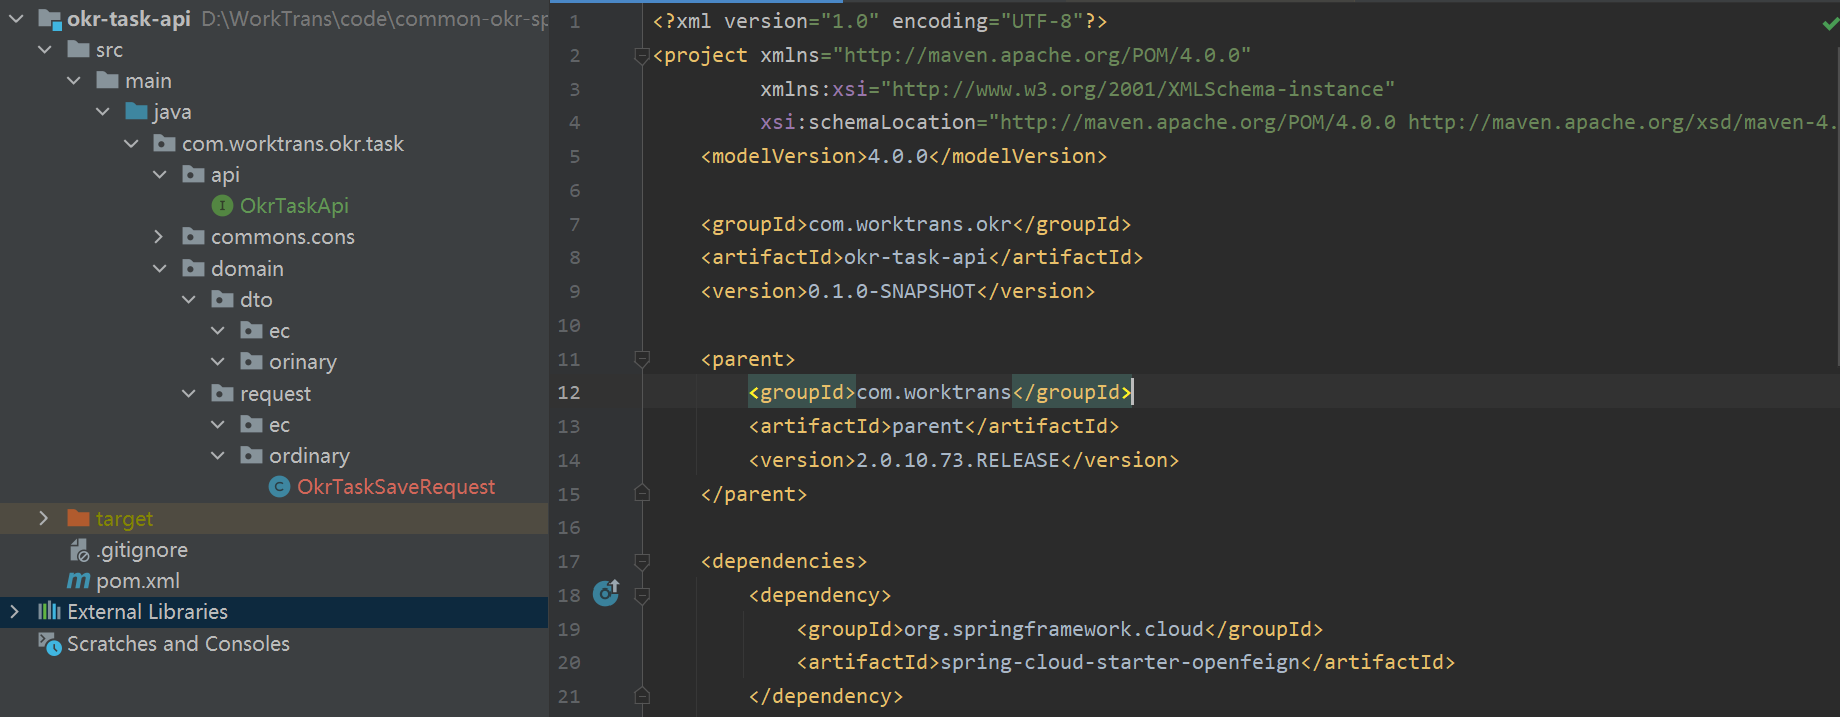 okr-task-api D:\WorkTrans\code\common-okr-sp
src
main
java
com.worktrans.okr.task
api
OkrTaskApi
commons.cons
domain
dto
ec
orinary
request
ec
ordinary
OkrTaskSaveRequest
target
.gitignore
pom.xml
External Libraries
Scratches and Consoles
1 <?xml version="1.0" encoding="UTF-8"?>
2 <project xmlns="http://maven.apache.org/POM/4.0.0"
3 xmlns:xsi="http://www.w3.org/2001/XMLSchema-instance"
4 xsi:schemaLocation="http://maven.apache.org/POM/4.0.0 http://maven.apache.org/xsd/maven-4.
5 <modelVersion>4.0.0</modelVersion>
6
7 <groupId>com.worktrans.okr</groupId>
8 <artifactId>okr-task-api</artifactId>
9 <version>0.1.0-SNAPSHOT</version>
10
11 <parent>
12 <groupId>com.worktrans</groupId>
13 <artifactId>parent</artifactId>
14 <version>2.0.10.73.RELEASE</version>
15 </parent>
16
17 <dependencies>
18 <dependency>
19 <groupId>org.springframework.cloud</groupId>
20 <artifactId>spring-cloud-starter-openfeign</artifactId>
21 </dependency>